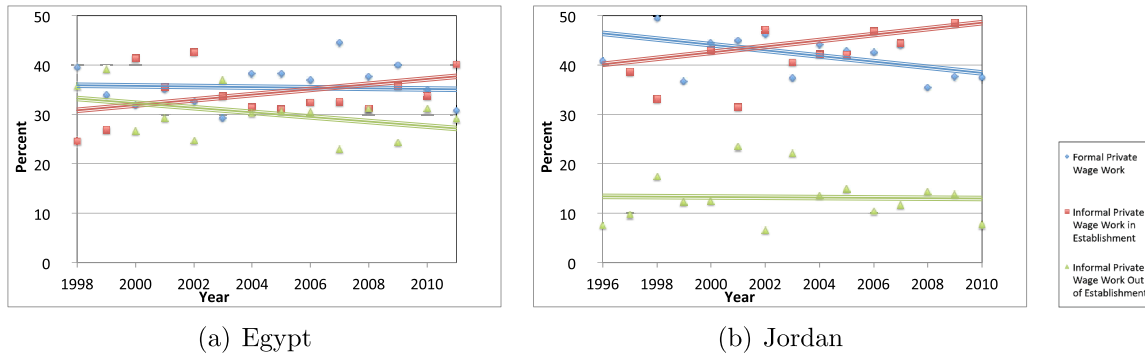 50
40
30
20
10
0
Percent
1998 2000 2002 2004 2006 2008 2010
Year
(a) Egypt
50
40
30
20
10
0
Percent
1996 1998 2000 2002 2004 2006 2008 2010
Year
(b) Jordan
Formal Private
Wage Work
Informal Private
Wage Work in
Establishment
Informal Private
Wage Work Out
of Establishment